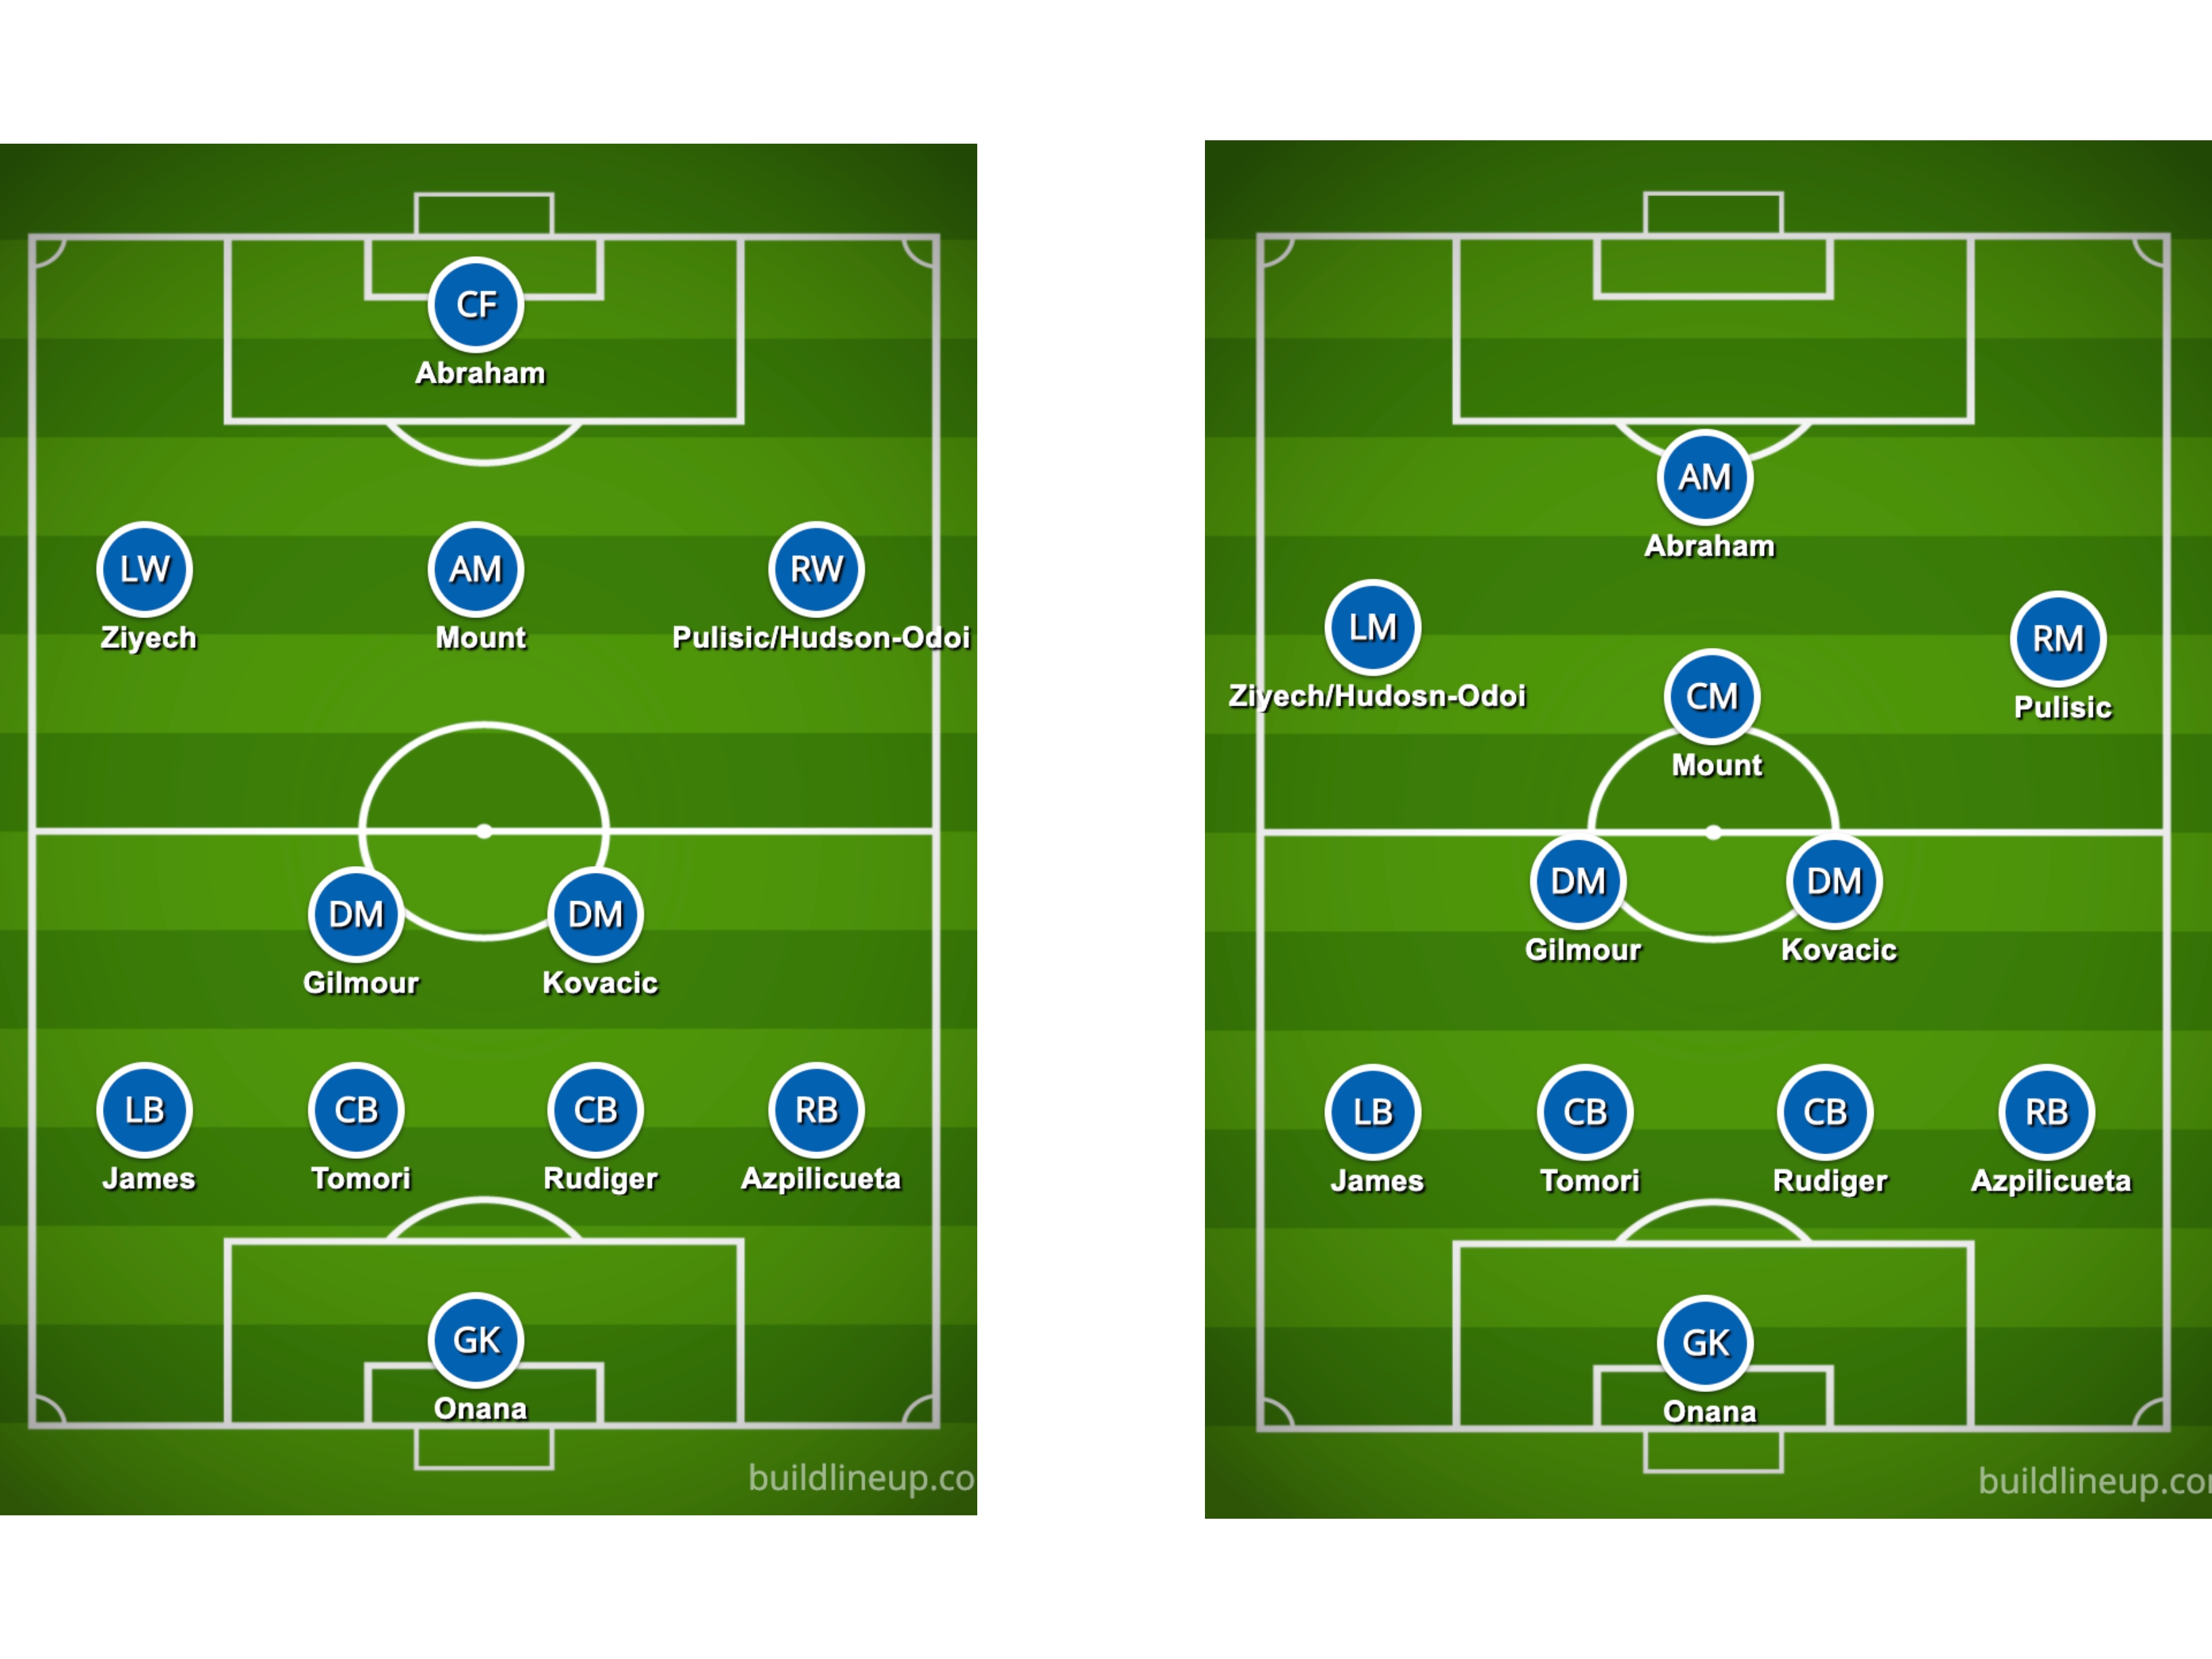 CF
Abraham
LW
AM
RW
Ziyech
Mount
Pulisic/Hudson-Odoi
DM
DM
Gilmour
Kovacic
LB
CB
CB
RB
James
Tomori
Rudiger
Azpilicueta
GK
Onana
buildlineup.co
AM
Abraham
LM
RM
Ziyech/Hudosn-Odoi
Pulisic
CM
Mount
DM
DM
Gilmour
Kovacic
LB
CB
CB
RB
James
Tomori
Rudiger
Azpilicueta
GK
Onana
buildlineup.co